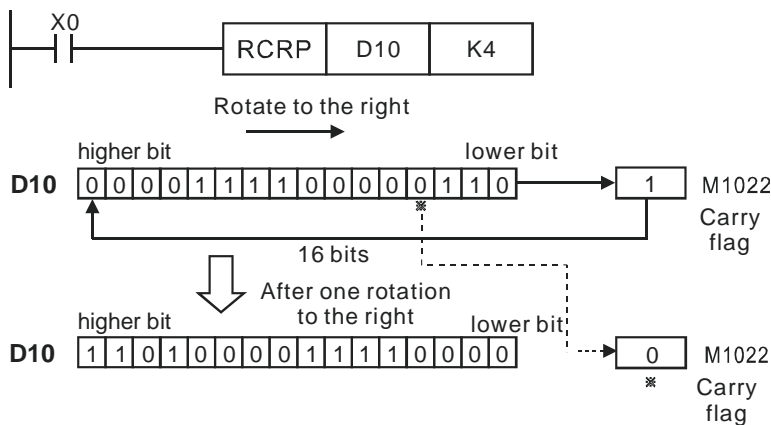 X0
RCRP D10 K4
Rotate to the right
higher bit lower bit
D10 0 0 0 0 1 1 1 1 0 0 0 0 0 1 1 0 1 M1022
※ Carry
flag
16 bits
After one rotation
to the right
higher bit lower bit
D10 1 1 0 1 0 0 0 0 1 1 1 1 0 0 0 0 0 M1022
※ Carry
flag